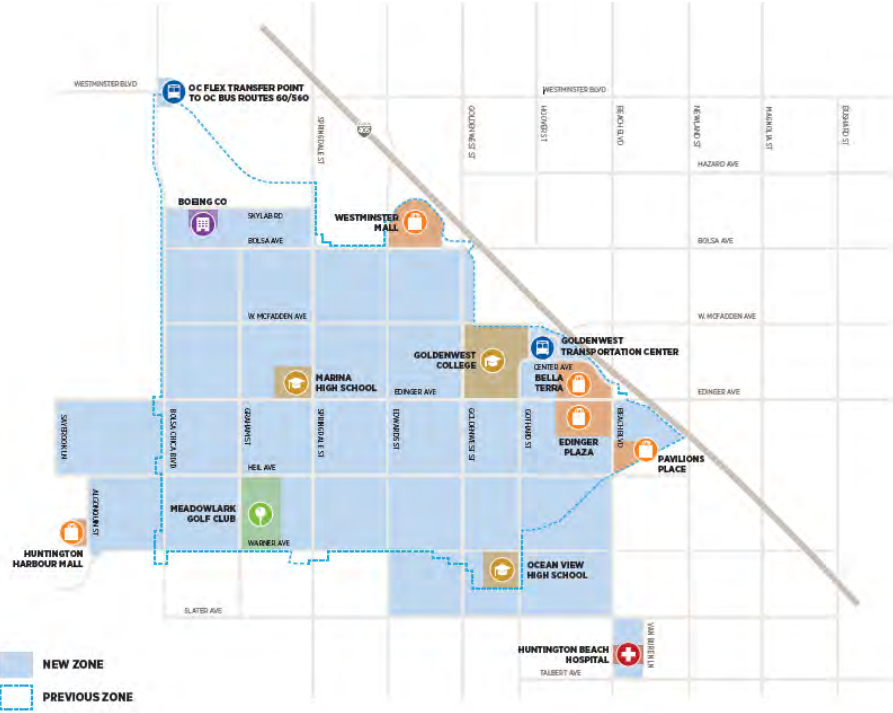 WESTMINSTER BLVD
OC FLEX TRANSFER POINT
TO OC BUS ROUTES 60/560
WESTMINSTER BLVD
SPRINGDALE ST
405
GOLDENWEST ST
HOOVER ST
BEACH BLVD
NEWLAND ST
MAGNOLIA ST
BUSHARD ST
HAZARD AVE
BOEING CO
SKYLAB RD
WESTMINSTER
MALL
BOLSA AVE
BOLSA AVE
W. MCFADDEN AVE
W. MCFADDEN AVE
GOLDENWEST
TRANSPORTATION CENTER
GOLDENWEST
COLLEGE
CENTER AVE
BELLA
TERRA
MARINA
HIGH SCHOOL
EDINGER AVE
EDINGER AVE
SAYBROOK LN
BOLSA CHICA BLVD
GRAHAM ST
SPRINGDALE ST
EDWARDS ST
GOLDENWEST ST
GOTHARD ST
EDINGER
PLAZA
BEACH BLVD
PAVILIONS
PLACE
HEIL AVE
ALGONQUIN ST
MEADOWLARK
GOLF CLUB
WARNER AVE
HUNTINGTON
HARBOUR MALL
OCEAN VIEW
HIGH SCHOOL
SLATER AVE
HUNTINGTON BEACH
HOSPITAL
VAN BUREN LN
TALBERT AVE
NEW ZONE
PREVIOUS ZONE